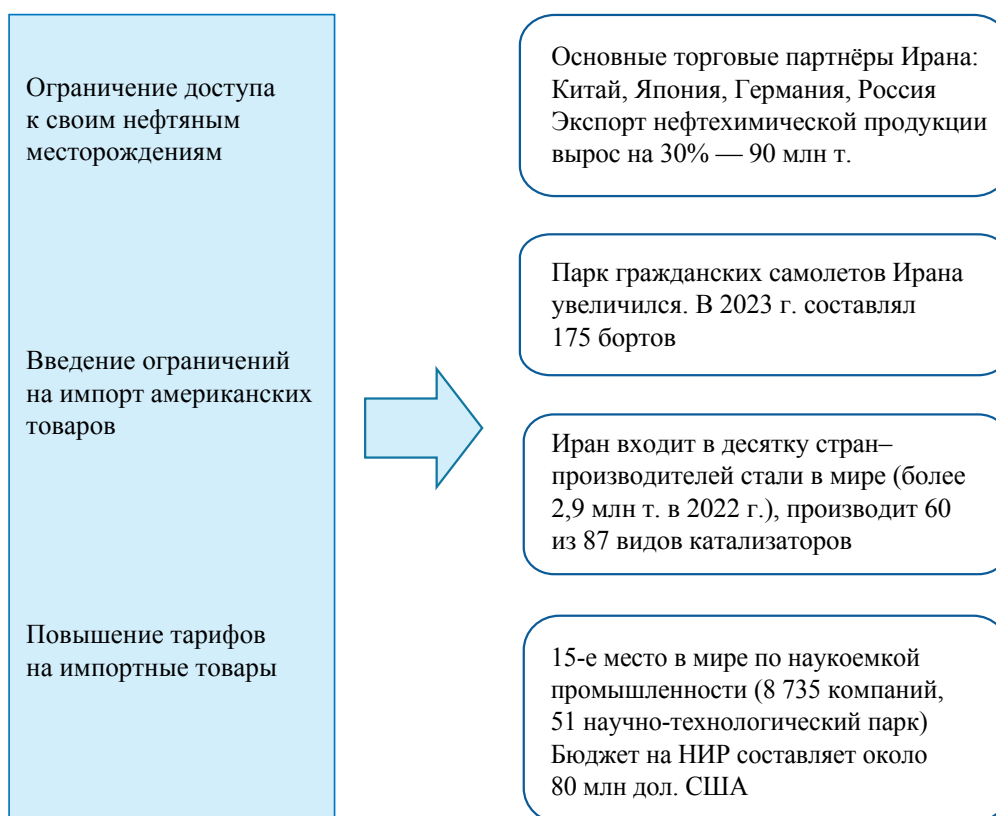 Ограничение доступа
к своим нефтяным
месторождениям
Введение ограничений
на импорт американских
товаров
Повышение тарифов
на импортные товары
Основные торговые партнёры Ирана:
Китай, Япония, Германия, Россия
Экспорт нефтехимической продукции
вырос на 30% — 90 млн т.
Парк гражданских самолетов Ирана
увеличился. В 2023 г. составлял
175 бортов
Иран входит в десятку стран–
производителей стали в мире (более
2,9 млн т. в 2022 г.), производит 60
из 87 видов катализаторов
15-е место в мире по наукоемкой
промышленности (8 735 компаний,
51 научно-технологический парк)
Бюджет на НИР составляет около
80 млн дол. США